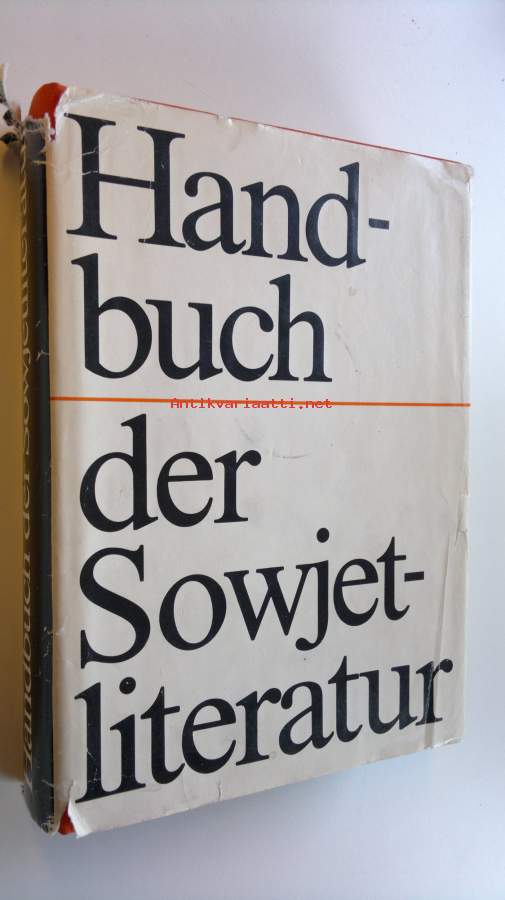 Hand-
buch
Antikvariaatti.net
der
Sowjet-
literatur
Handbuch der Sowjetliteratur